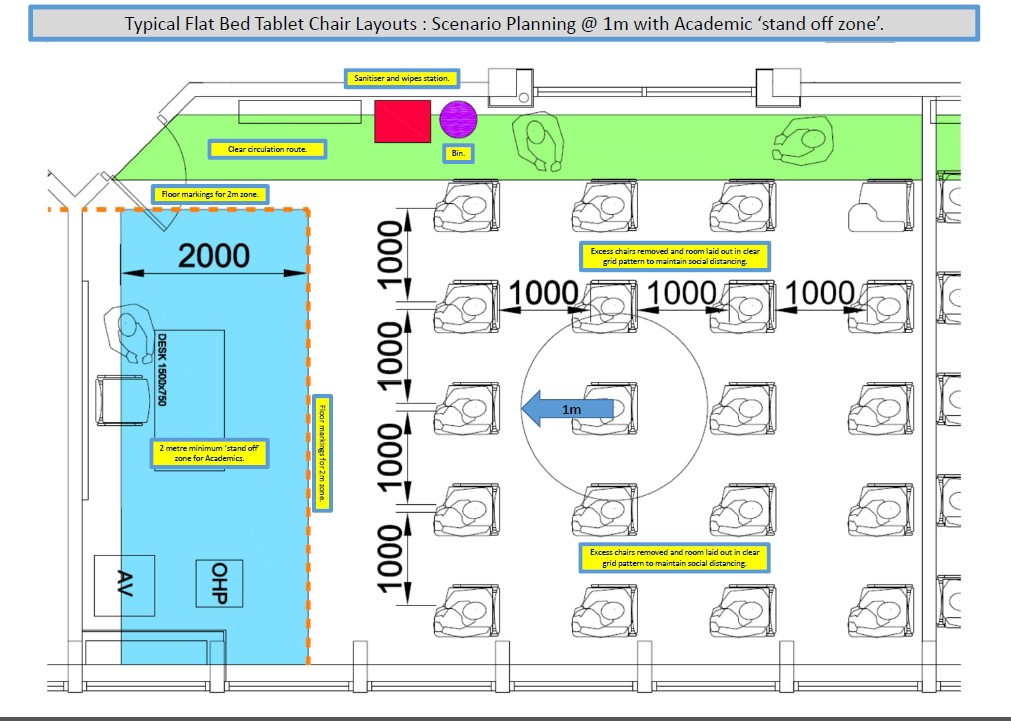 Typical Flat Bed Tablet Chair Layouts : Scenario Planning @ 1m with Academic ‘stand off zone’.
Sanitiser and wipes station.
Clear circulation route.
Bin.
Floor markings for 2m zone.
2000
1000
Excess chairs removed and room laid out in clear
grid pattern to maintain social distancing.
1000
1000
1000
DESK 1500x750
1000
1m
Floor markings for 2m zone.
2 metre minimum ‘stand off’
zone for Academics.
1000
1000
Excess chairs removed and room laid out in clear
grid pattern to maintain social distancing.
AV
OHP